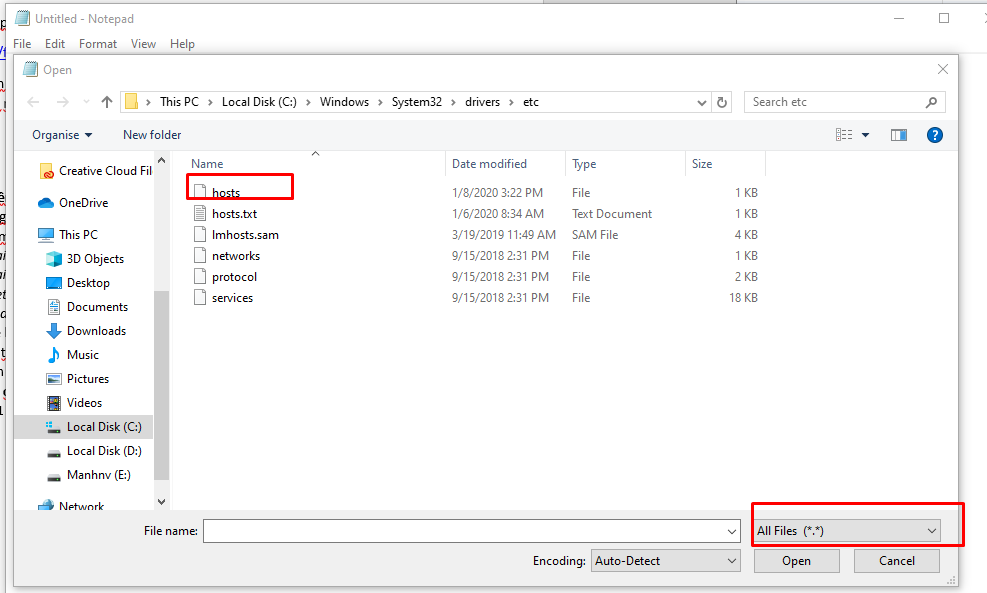 Untitled - Notepad
File Edit Format View Help
Open
This PC > Local Disk (C:) > Windows > System32 > drivers > etc
Search etc
Organise New folder
Name Date modified Type Size
Creative Cloud Fil
OneDrive
This PC
3D Objects
Desktop
Documents
Downloads
Music
Pictures
Videos
Local Disk (C:)
Local Disk (D:)
Manhnv (E:)
Network
hosts 1/8/2020 3:22 PM File 1 KB
hosts.txt 1/6/2020 8:34 AM Text Document 1 KB
lmhosts.sam 3/19/2019 11:49 AM SAM File 4 KB
networks 9/15/2018 2:31 PM File 1 KB
protocol 9/15/2018 2:31 PM File 2 KB
services 9/15/2018 2:31 PM File 18 KB
File name: All Files (*.*)
Encoding: Auto-Detect Open Cancel